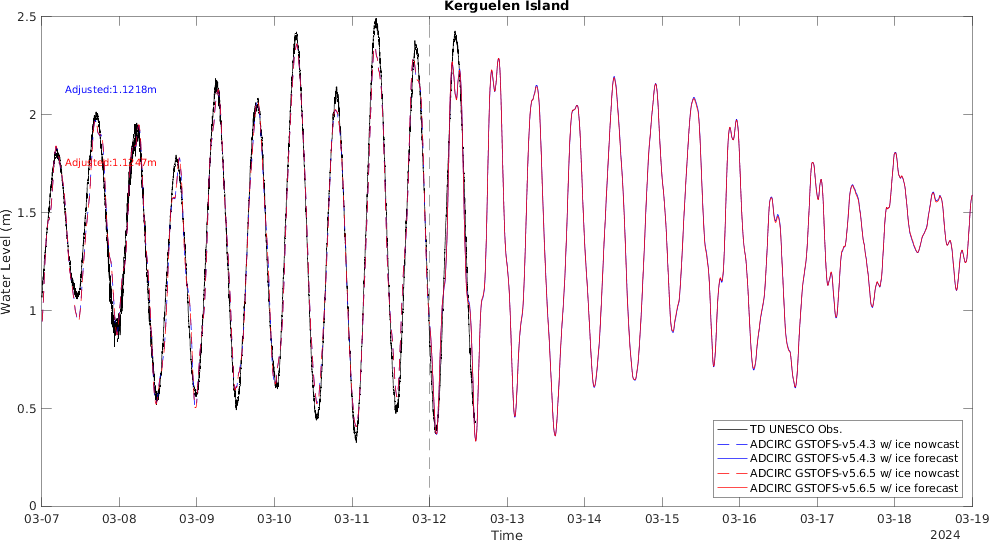 Kerguelen Island
2.5
2
1.5
1
0.5
0
Water Level (m)
Adjusted:1.1218m
Adjusted:1.1247m
TD UNESCO Obs.
ADCIRC GSTOFS-v5.4.3 w/ ice nowcast
ADCIRC GSTOFS-v5.4.3 w/ ice forecast
ADCIRC GSTOFS-v5.6.5 w/ ice nowcast
ADCIRC GSTOFS-v5.6.5 w/ ice forecast
03-07 03-08 03-09 03-10 03-11 03-12 03-13 03-14 03-15 03-16 03-17 03-18 03-19
Time
2024